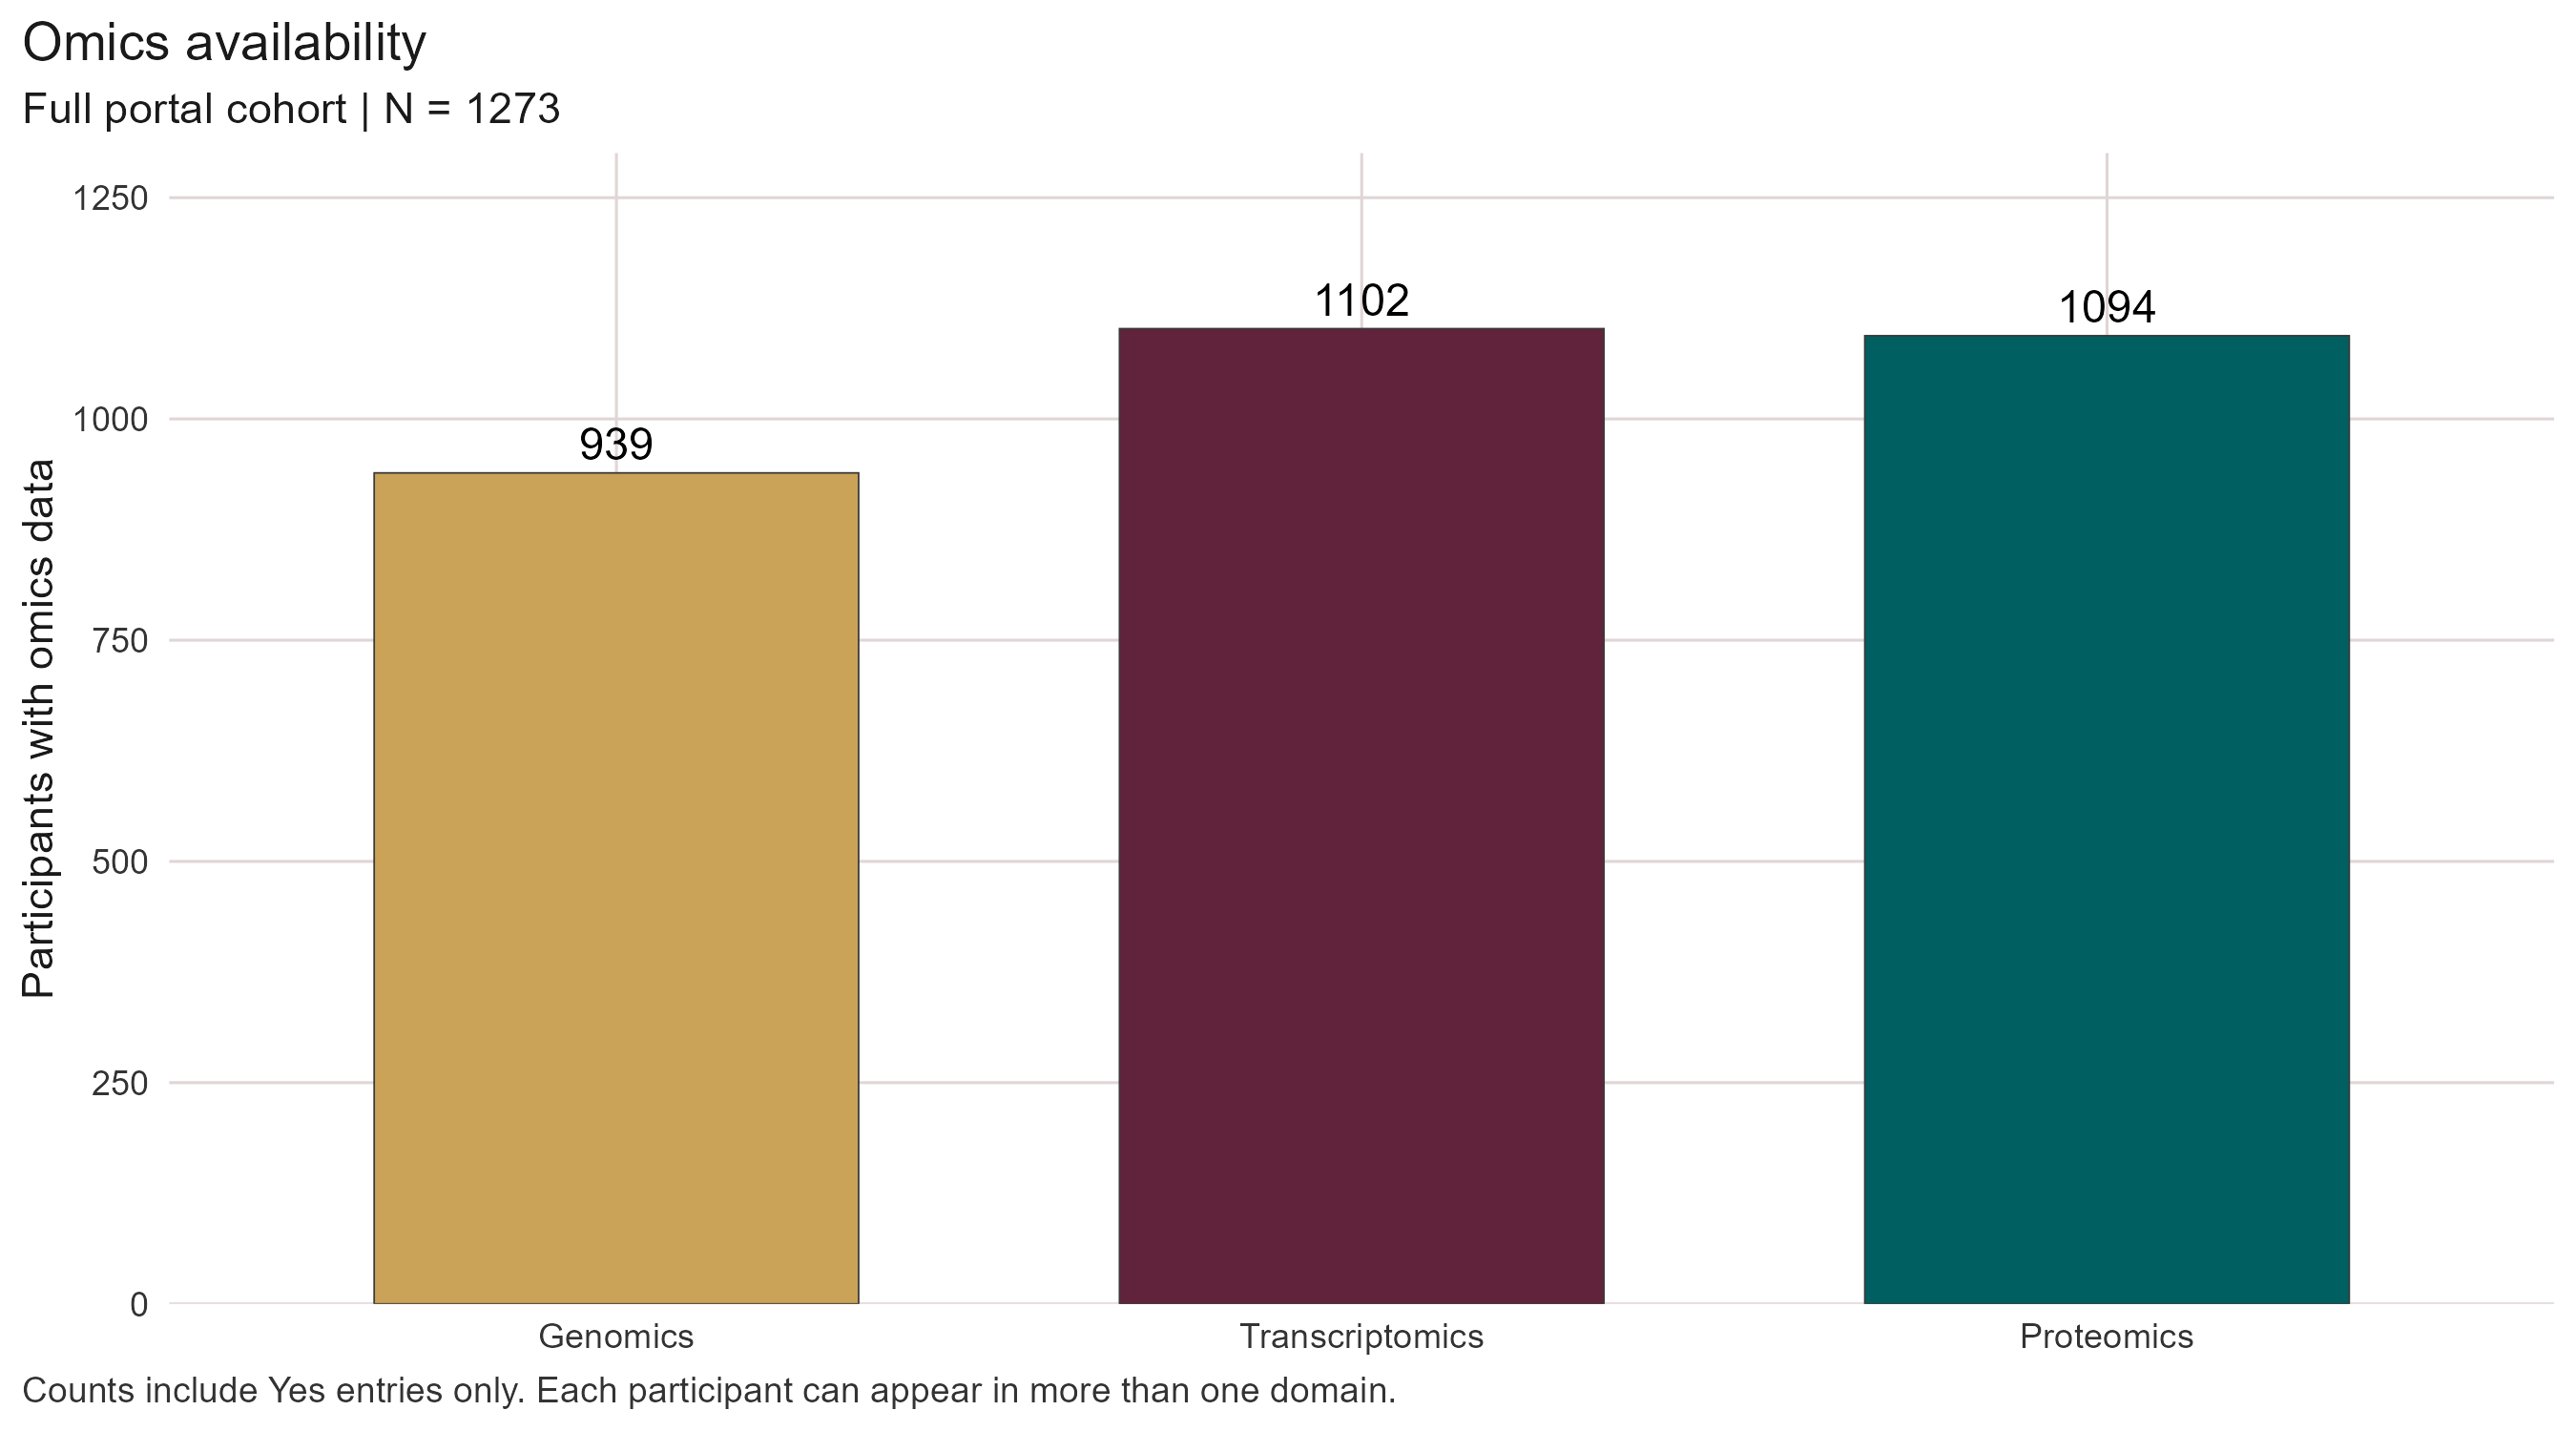 Omics availability
Full portal cohort | N = 1273
Participants with omics data
1250
1000
750
500
250
0
939
1102
1094
Genomics
Transcriptomics
Proteomics
Counts include Yes entries only. Each participant can appear in more than one domain.